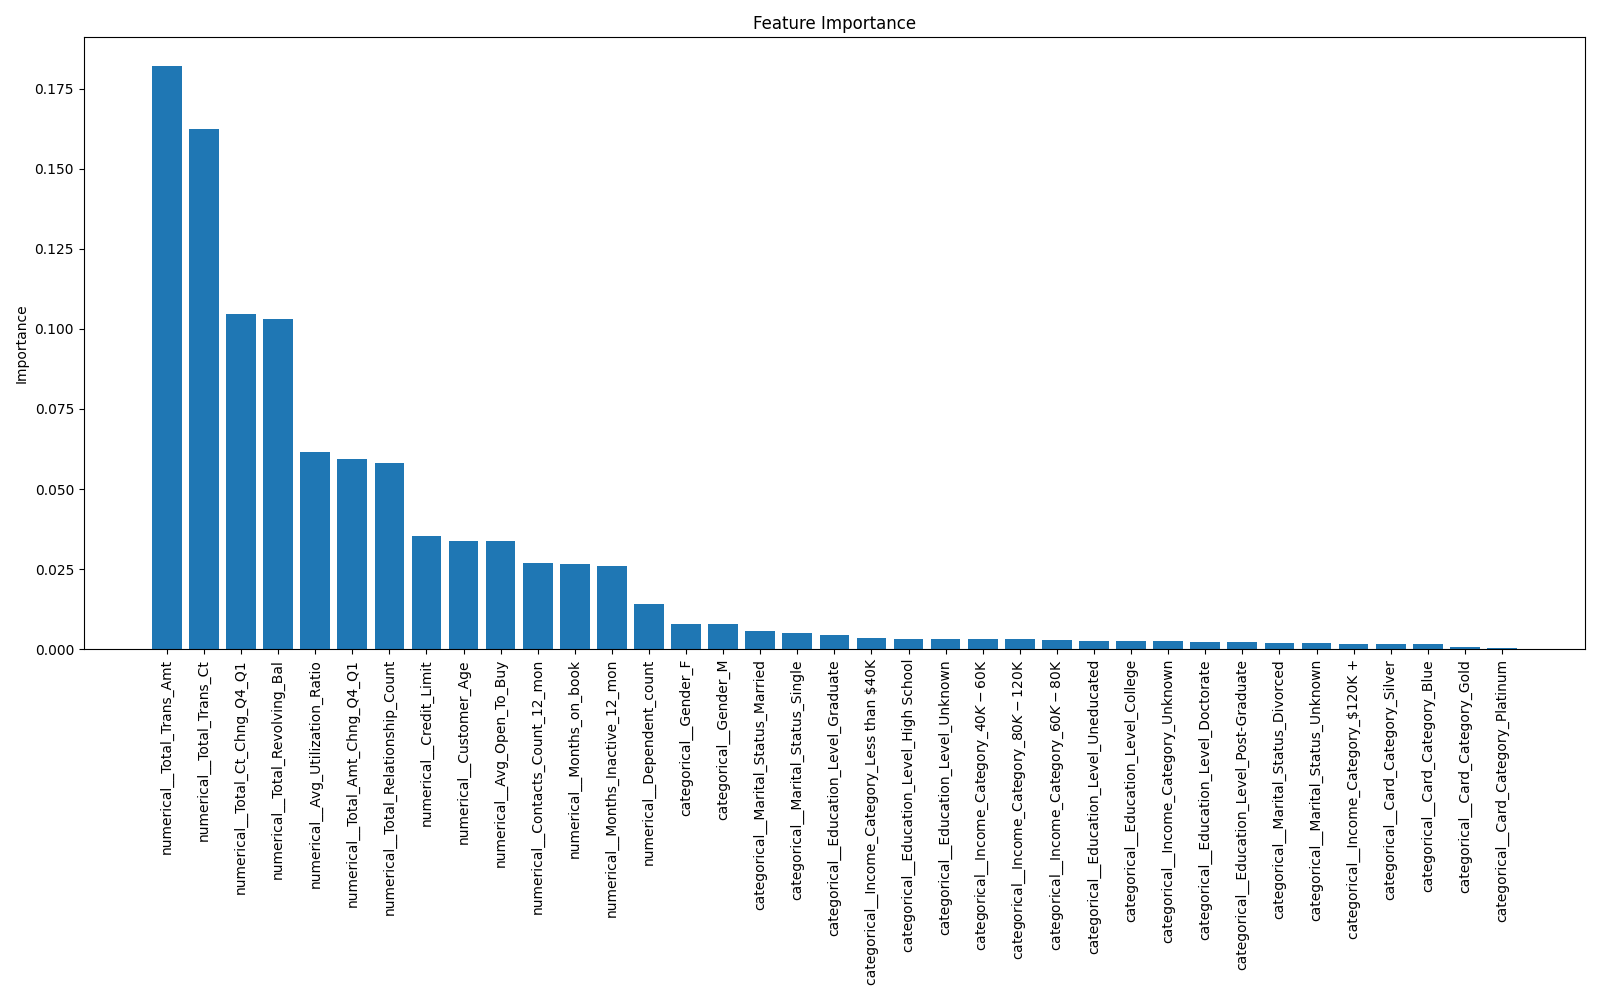 Feature Importance
Importance
0.175
0.150
0.125
0.100
0.075
0.050
0.025
0.000
numerical__Total_Trans_Amt
numerical__Total_Trans_Ct
numerical__Total_Ct_Chng_Q4_Q1
numerical__Total_Revolving_Bal
numerical__Avg_Utilization_Ratio
numerical__Total_Amt_Chng_Q4_Q1
numerical__Total_Relationship_Count
numerical__Credit_Limit
numerical__Customer_Age
numerical__Avg_Open_To_Buy
numerical__Contacts_Count_12_mon
numerical__Months_on_book
numerical__Months_Inactive_12_mon
numerical__Dependent_count
categorical__Gender_F
categorical__Gender_M
categorical__Marital_Status_Married
categorical__Marital_Status_Single
categorical__Education_Level_Graduate
categorical__Income_Category_Less than $40K
categorical__Education_Level_High School
categorical__Education_Level_Unknown
categorical__Income_Category_40K − 60K
categorical__Income_Category_80K − 120K
categorical__Income_Category_60K − 80K
categorical__Education_Level_Uneducated
categorical__Education_Level_College
categorical__Income_Category_Unknown
categorical__Education_Level_Doctorate
categorical__Education_Level_Post-Graduate
categorical__Marital_Status_Divorced
categorical__Marital_Status_Unknown
categorical__Income_Category_$120K +
categorical__Card_Category_Silver
categorical__Card_Category_Blue
categorical__Card_Category_Gold
categorical__Card_Category_Platinum